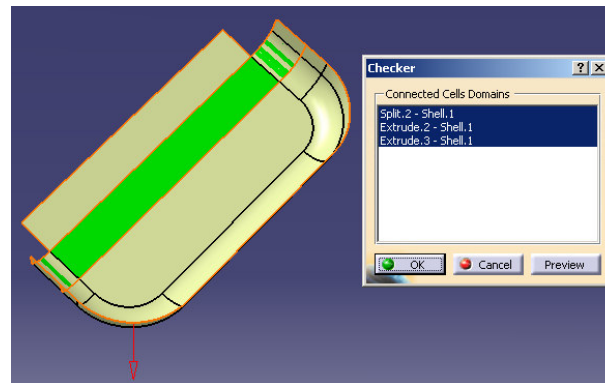 Checker
Connected Cells Domains
Split.2 - Shell.1
Extrude.2 - Shell.1
Extrude.3 - Shell.1
OK Cancel Preview